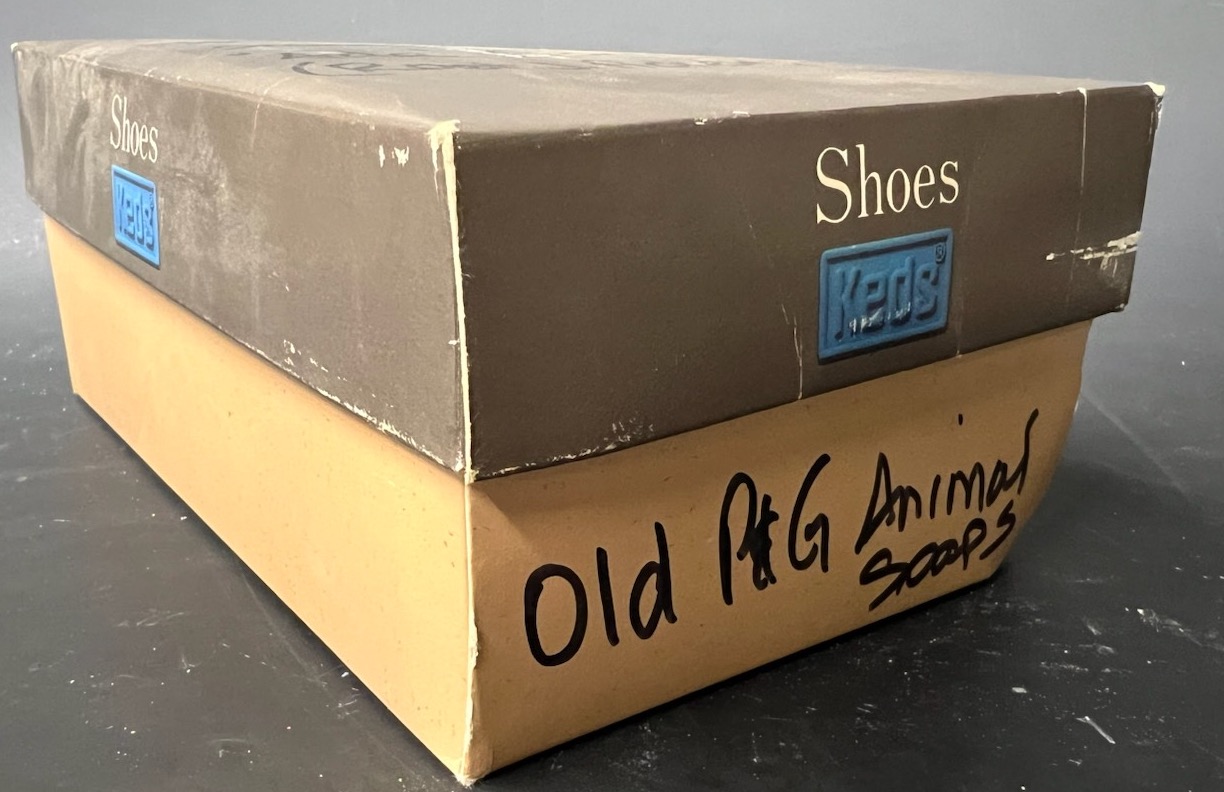 Shoes
Keds
Shoes
Keds®
Old P&G Animal
Soaps